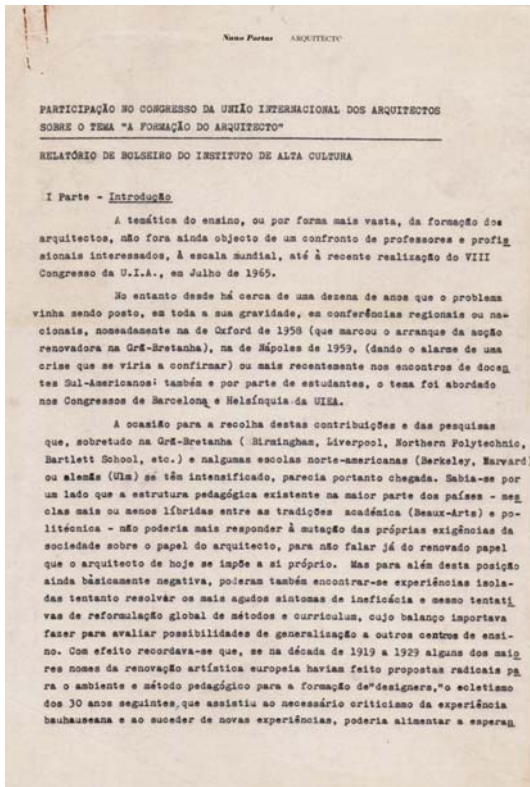 Nuno Portas ARQUITECTO
PARTICIPAÇÃO NO CONGRESSO DA UNIÃO INTERNACIONAL DOS ARQUITECTOS
SOBRE O TEMA "A FORMAÇÃO DO ARQUITECTO"
RELATÓRIO DE BOLSEIRO DO INSTITUTO DE ALTA CULTURA
I Parte - Introdução
A temática do ensino, ou por forma mais vasta, da formação dos
arquitectos, não fora ainda objecto de um confronto de professores e profis
sionais interessados, à escala mundial, até à recente realização do VIII
Congresso da U.I.A., em Julho de 1965.
No entanto desde há cerca de uma dezena de anos que o problema
vinha sendo posto, em toda a sua gravidade, em conferências regionais ou na-
cionais, nomeadamente na de Oxford de 1958 (que marcou o arranque da acção
renovadora na Grã-Bretanha), na de Nápoles de 1959, (dando o alarme de uma
crise que se viria a confirmar) ou mais recentemente nos encontros de docen
tes Sul-Americanos; também e por parte de estudantes, o tema foi abordado
nos Congressos de Barcelona e Helsínquia da UIEA.
A ocasião para a recolha destas contribuições e das pesquisas
que, sobretudo na Grã-Bretanha ( Birmingham, Liverpool, Northern Polytechnic,
Bartlett School, etc.) e nalgumas escolas norte-americanas (Berkeley, Harvard)
ou alemãs (Ulm) se têm intensificado, parecia portanto chegada. Sabia-se por
um lado que a estrutura pedagógica existente na maior parte dos países - mes
clas mais ou menos líbridas entre as tradições académica (Beaux-Arts) e po-
litécnica - não poderia mais responder à mutação das próprias exigências da
sociedade sobre o papel do arquitecto, para não falar já do renovado papel
que o arquitecto de hoje se impõe a si próprio. Mas para além desta posição
ainda bàsicamente negativa, poderam também encontrar-se experiências isola-
das tentanto resolvér os mais agudos sintomas de ineficácia e mesmo tentati
vas de reformulação global de métodos e curriculum, cujo balanço importava
fazer para avaliar possibilidades de generalização a outros centros de ensi-
no. Com efeito recordava-se que, se na década de 1919 a 1929 alguns dos maio
res nomes da renovação artística europeia haviam feito propostas radicais pa
ra o ambiente e método pedagógico para a formação de"designers,"o ecletismo
dos 30 anos seguintes,que assistiu ao necessário criticismo da experiência
bauhauseana e ao suceder de novas experiências, poderia alimentar a esperan